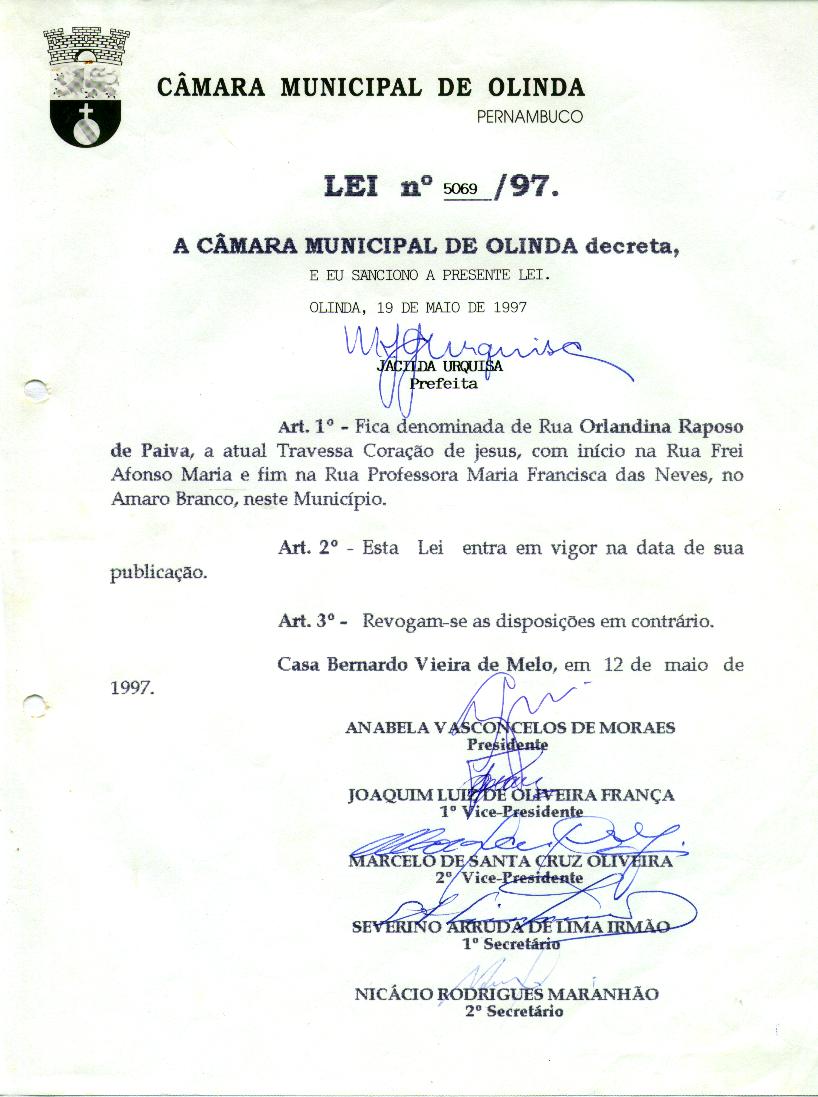 CÂMARA MUNICIPAL DE OLINDA
PERNAMBUCO
LEI nº 5069/97.
A CÂMARA MUNICIPAL DE OLINDA decreta,
E EU SANCIONO A PRESENTE LEI.
OLINDA, 19 DE MAIO DE 1997
JACILDA URQUISA
Prefeita
Art. 1º - Fica denominada de Rua Orlandina Raposo
de Paiva, a atual Travessa Coração de jesus, com início na Rua Frei
Afonso Maria e fim na Rua Professora Maria Francisca das Neves, no
Amaro Branco, neste Município.
Art. 2º - Esta Lei entra em vigor na data de sua
publicação.
Art. 3º - Revogam-se as disposições em contrário.
Casa Bernardo Vieira de Melo, em 12 de maio de
1997.
ANABELA VASCONCELOS DE MORAES
Presidente
JOAQUIM LUIZ DE OLIVEIRA FRANÇA
1º Vice-Presidente
MARCELO DE SANTA CRUZ OLIVEIRA
2º Vice-Presidente
SEVERINO ARRUDA DE LIMA IRMÃO
1º Secretário
NICÁCIO RODRIGUES MARANHÃO
2º Secretário